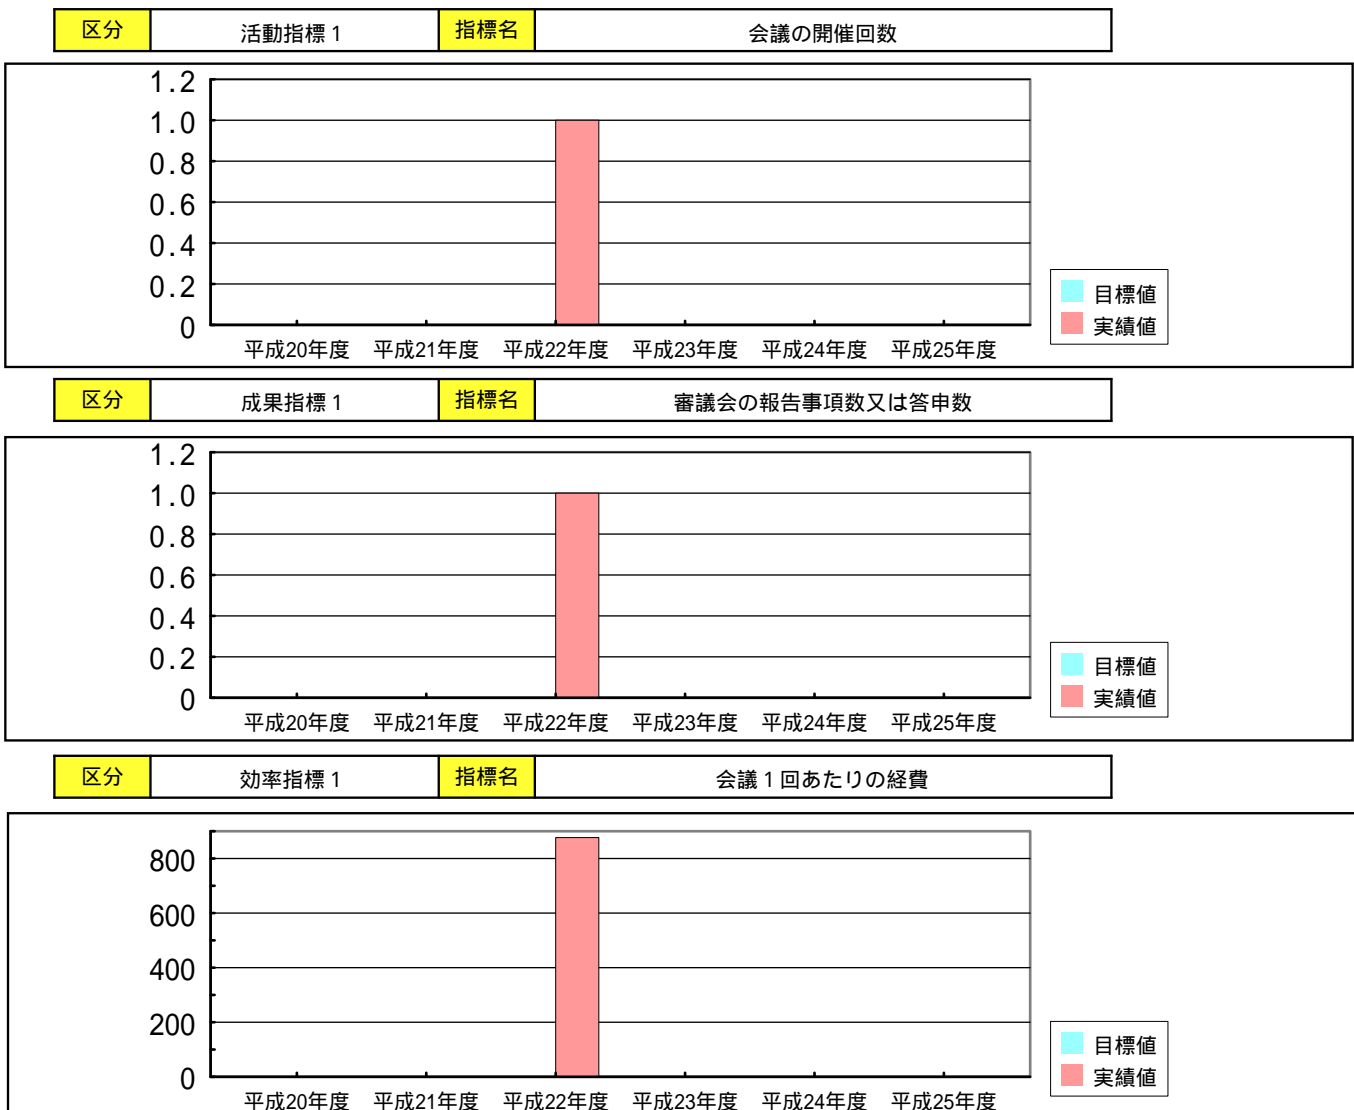 区分 活動指標1 指標名 会議の開催回数
1.2
1.0
0.8
0.6
0.4
0.2
0
平成20年度 平成21年度 平成22年度 平成23年度 平成24年度 平成25年度
目標値
実績値
区分 成果指標1 指標名 審議会の報告事項数又は答申数
1.2
1.0
0.8
0.6
0.4
0.2
0
平成20年度 平成21年度 平成22年度 平成23年度 平成24年度 平成25年度
目標値
実績値
区分 効率指標1 指標名 会議1回あたりの経費
800
600
400
200
0
平成20年度 平成21年度 平成22年度 平成23年度 平成24年度 平成25年度
目標値
実績値